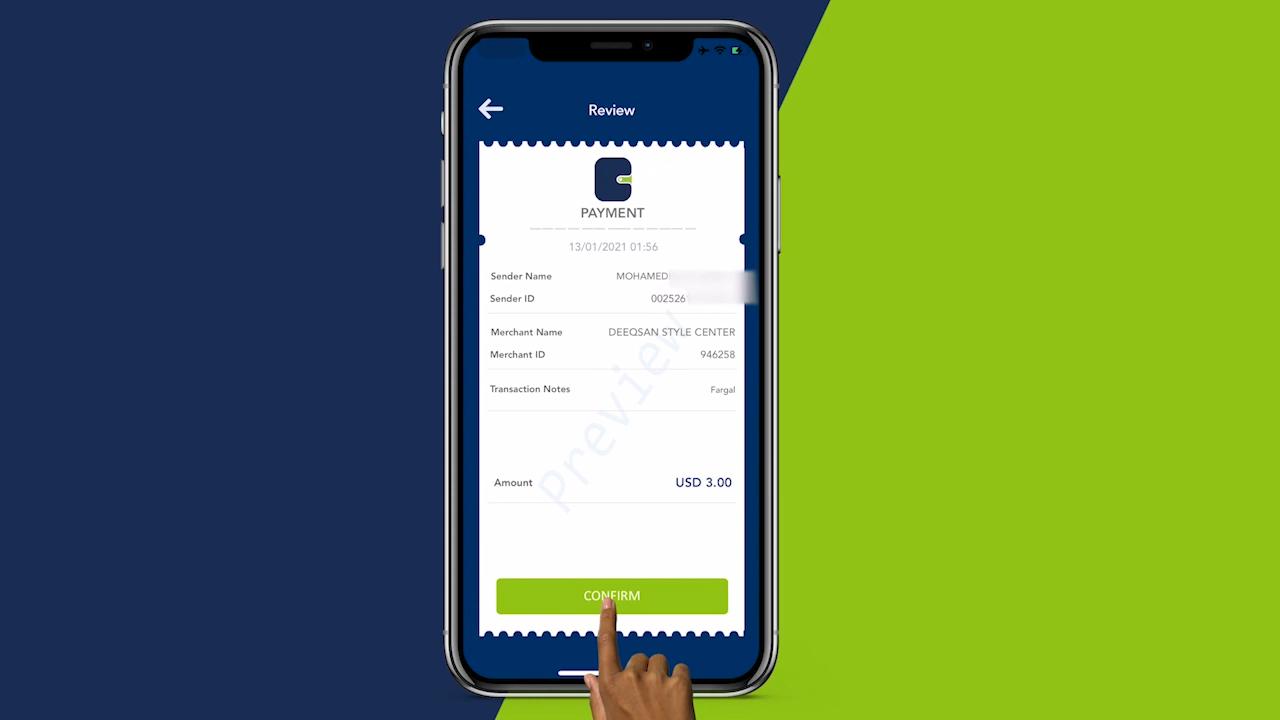 Review
PAYMENT
13/01/2021 01:56
Sender Name MOHAMED
Sender ID 002526
Merchant Name DEEQSAN STYLE CENTER
Merchant ID 946258
Transaction Notes Fargal
Preview
Amount USD 3.00
CONFIRM